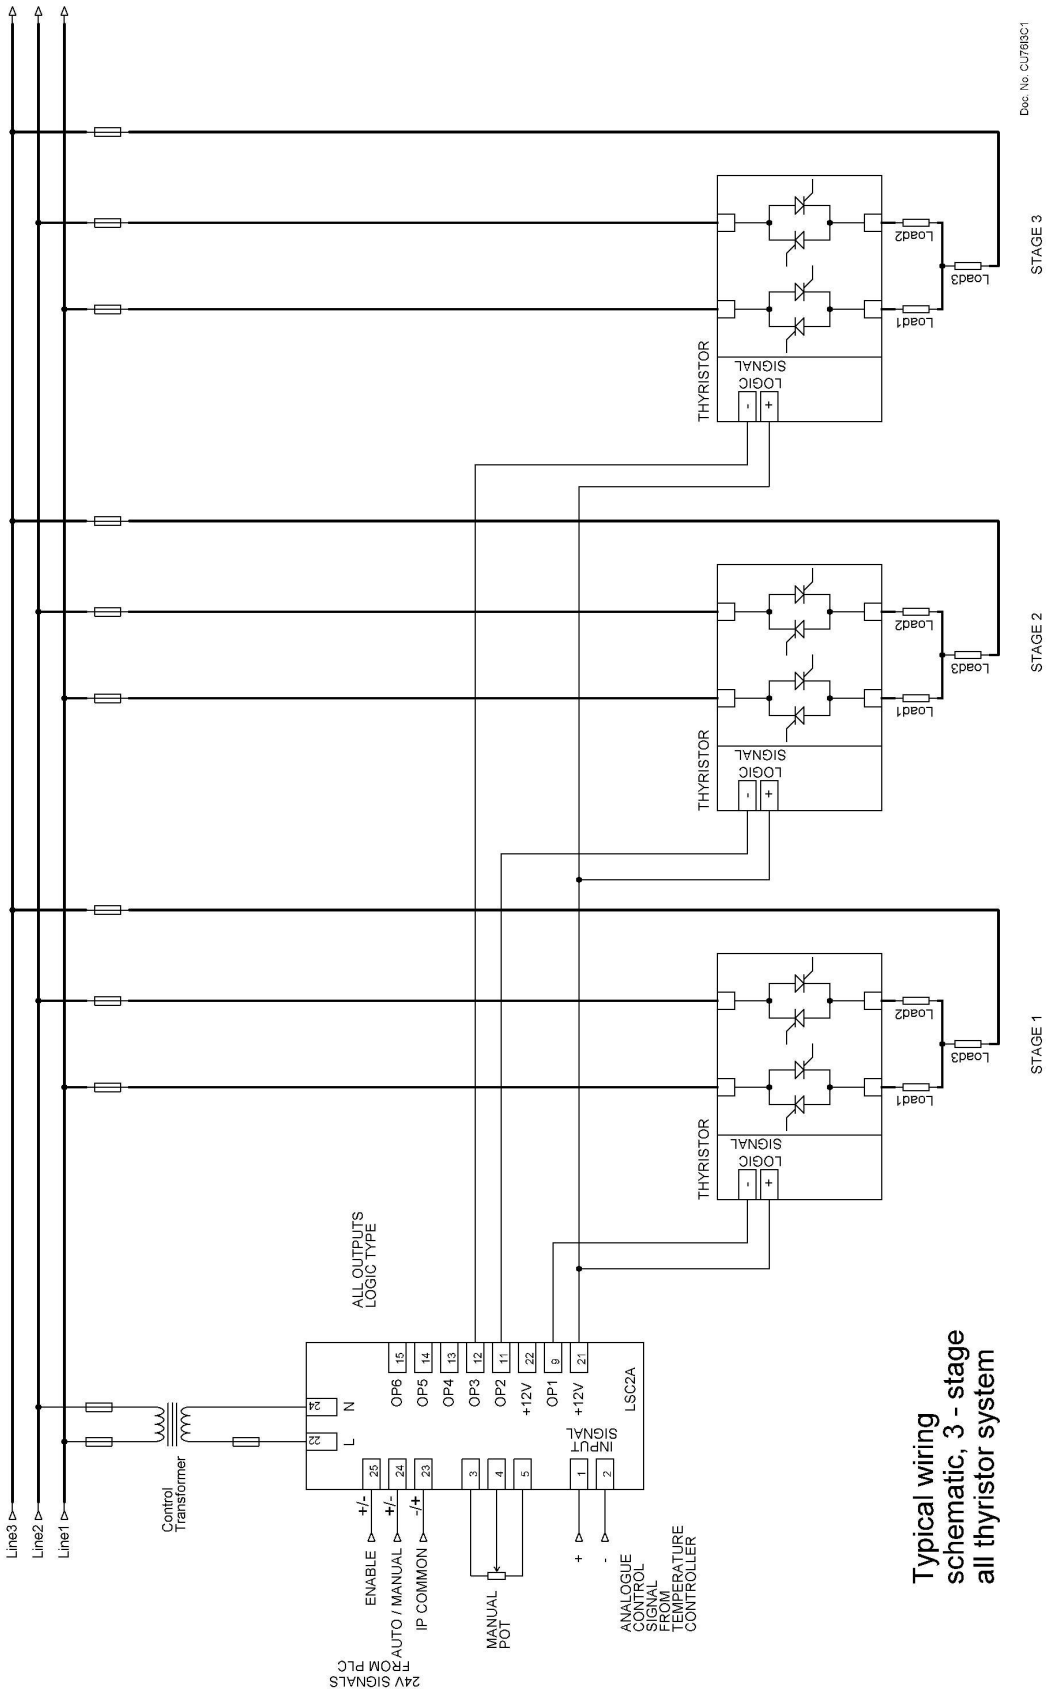 Line3
Line2
Line1
Control
Transformer
22
24
L
N
ALL OUTPUTS
LOGIC TYPE
24V SIGNALS
FROM PLC
ENABLE
+/-
25
AUTO / MANUAL
+/-
24
IP COMMON
-/+
23
MANUAL
POT
3
4
5
ANALOGUE
CONTROL
SIGNAL
FROM
TEMPERATURE
CONTROLLER
+
-
1
2
INPUT
SIGNAL
OP6
15
OP5
14
OP4
13
OP3
12
OP2
11
+12V
22
OP1
9
+12V
21
LSC2A
THYRISTOR
LOGIC
SIGNAL
-
+
Load1
Load2
Load3
STAGE 1
THYRISTOR
LOGIC
SIGNAL
-
+
Load1
Load2
Load3
STAGE 2
THYRISTOR
LOGIC
SIGNAL
-
+
Load1
Load2
Load3
STAGE 3
Typical wiring
schematic, 3 - stage
all thyristor system
Doc. No. CU76I3C1